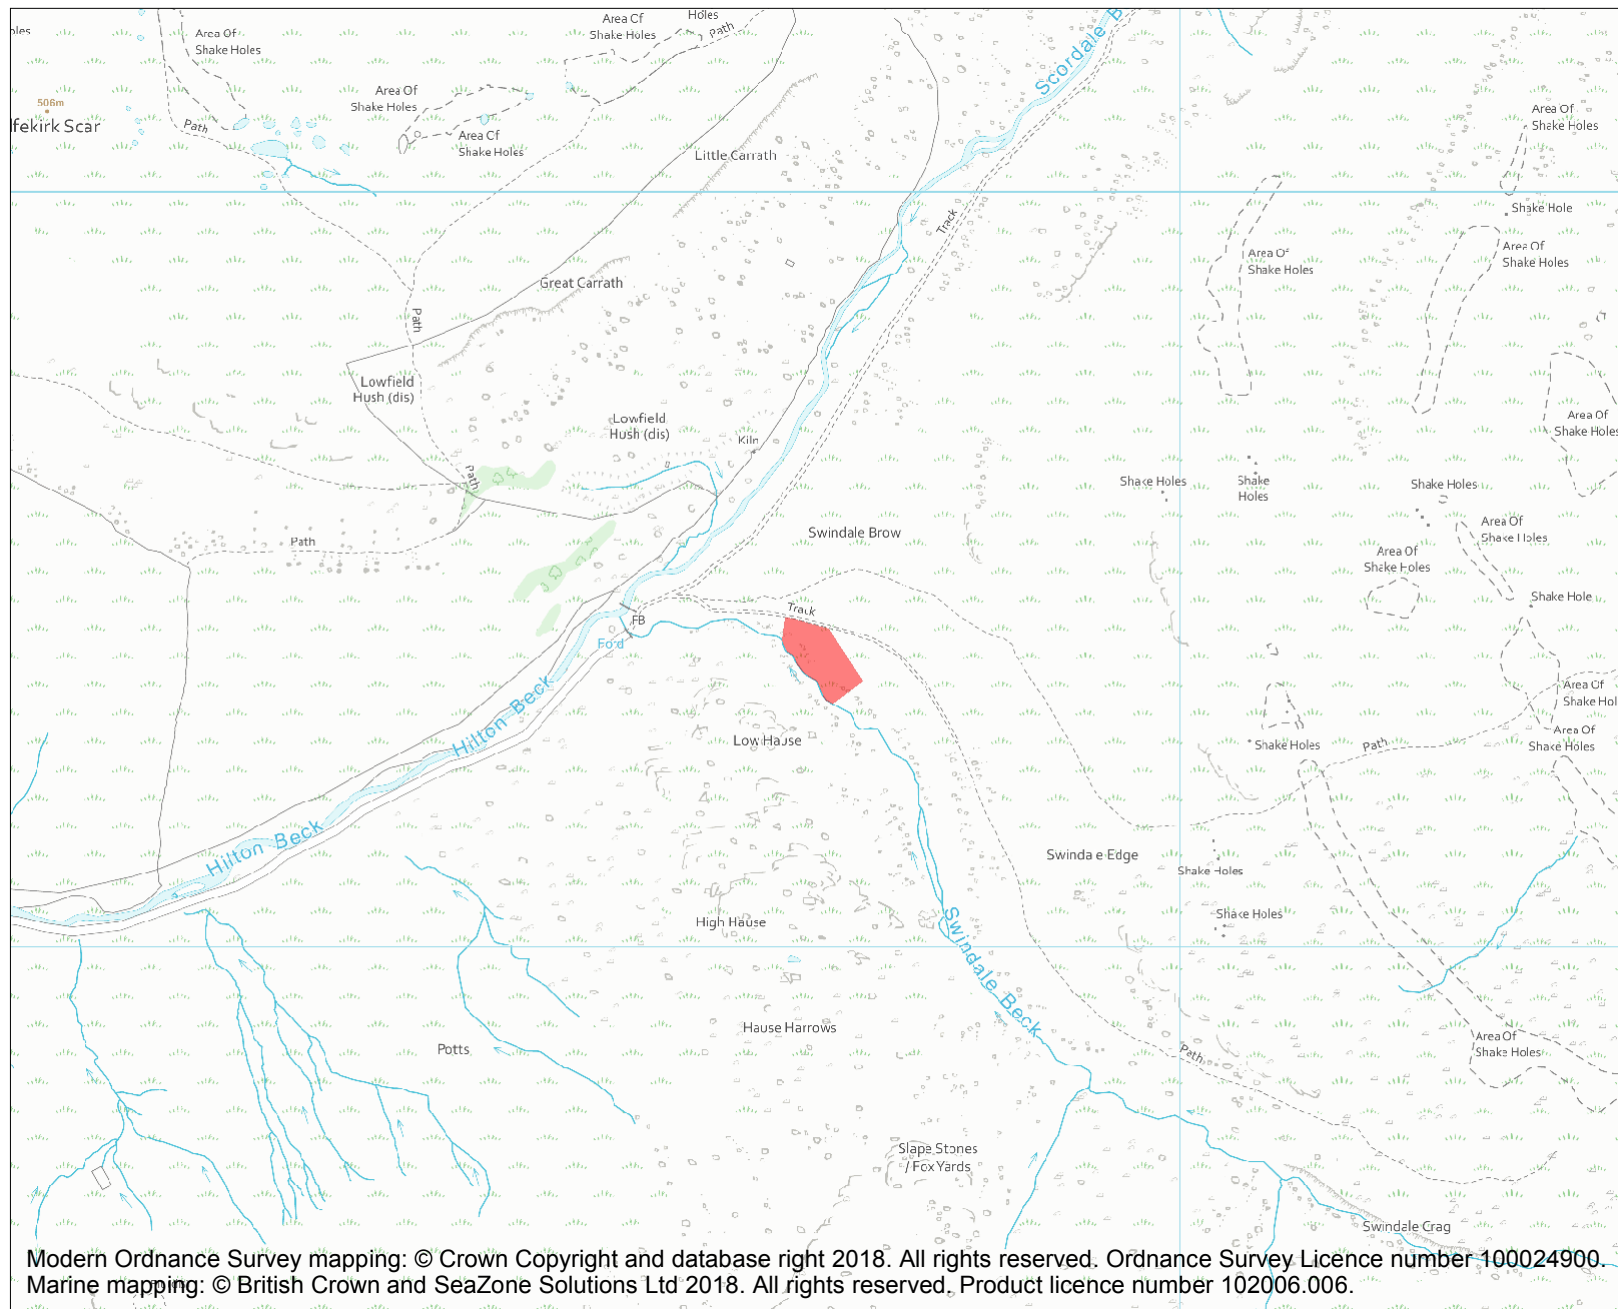 Holes
Area Of
Shake Holes
Path
Area Of
Shake Holes
Scordale B
506m
Area Of
Shake Holes
Area Of
Shake Holes
lfekirk Scar
Path
Area Of
Shake Holes
Little Carrath
Shake Hole
Track
Area Of
Shake Holes
Area Of
Shake Holes
Great Carrath
Path
Lowfield
Hush (dis)
Lowfield
Hush (dis)
Kiln
Area Of
Shake Holes
Path
Shake Holes
Shake
Holes
Shake Holes
Area Of
Shake Holes
Swindale Brow
Path
Area Of
Shake Holes
Shake Hole
Track
FB
Ford
Area Of
Shake Hol
Hilton Beck
Low Hause
Shake Holes
Path
Area Of
Shake Holes
Hilton Beck
Swindale Edge
Shake Holes
High Hause
Shake Holes
Swindale Beck
Hause Harrows
Potts
Path
Area Of
Shake Holes
Slape Stones
/ Fox Yards
Swindale Crag
Modern Ordnance Survey mapping: © Crown Copyright and database right 2018. All rights reserved. Ordnance Survey Licence number 100024900.
Marine mapping: © British Crown and SeaZone Solutions Ltd 2018. All rights reserved. Product licence number 102006.006.